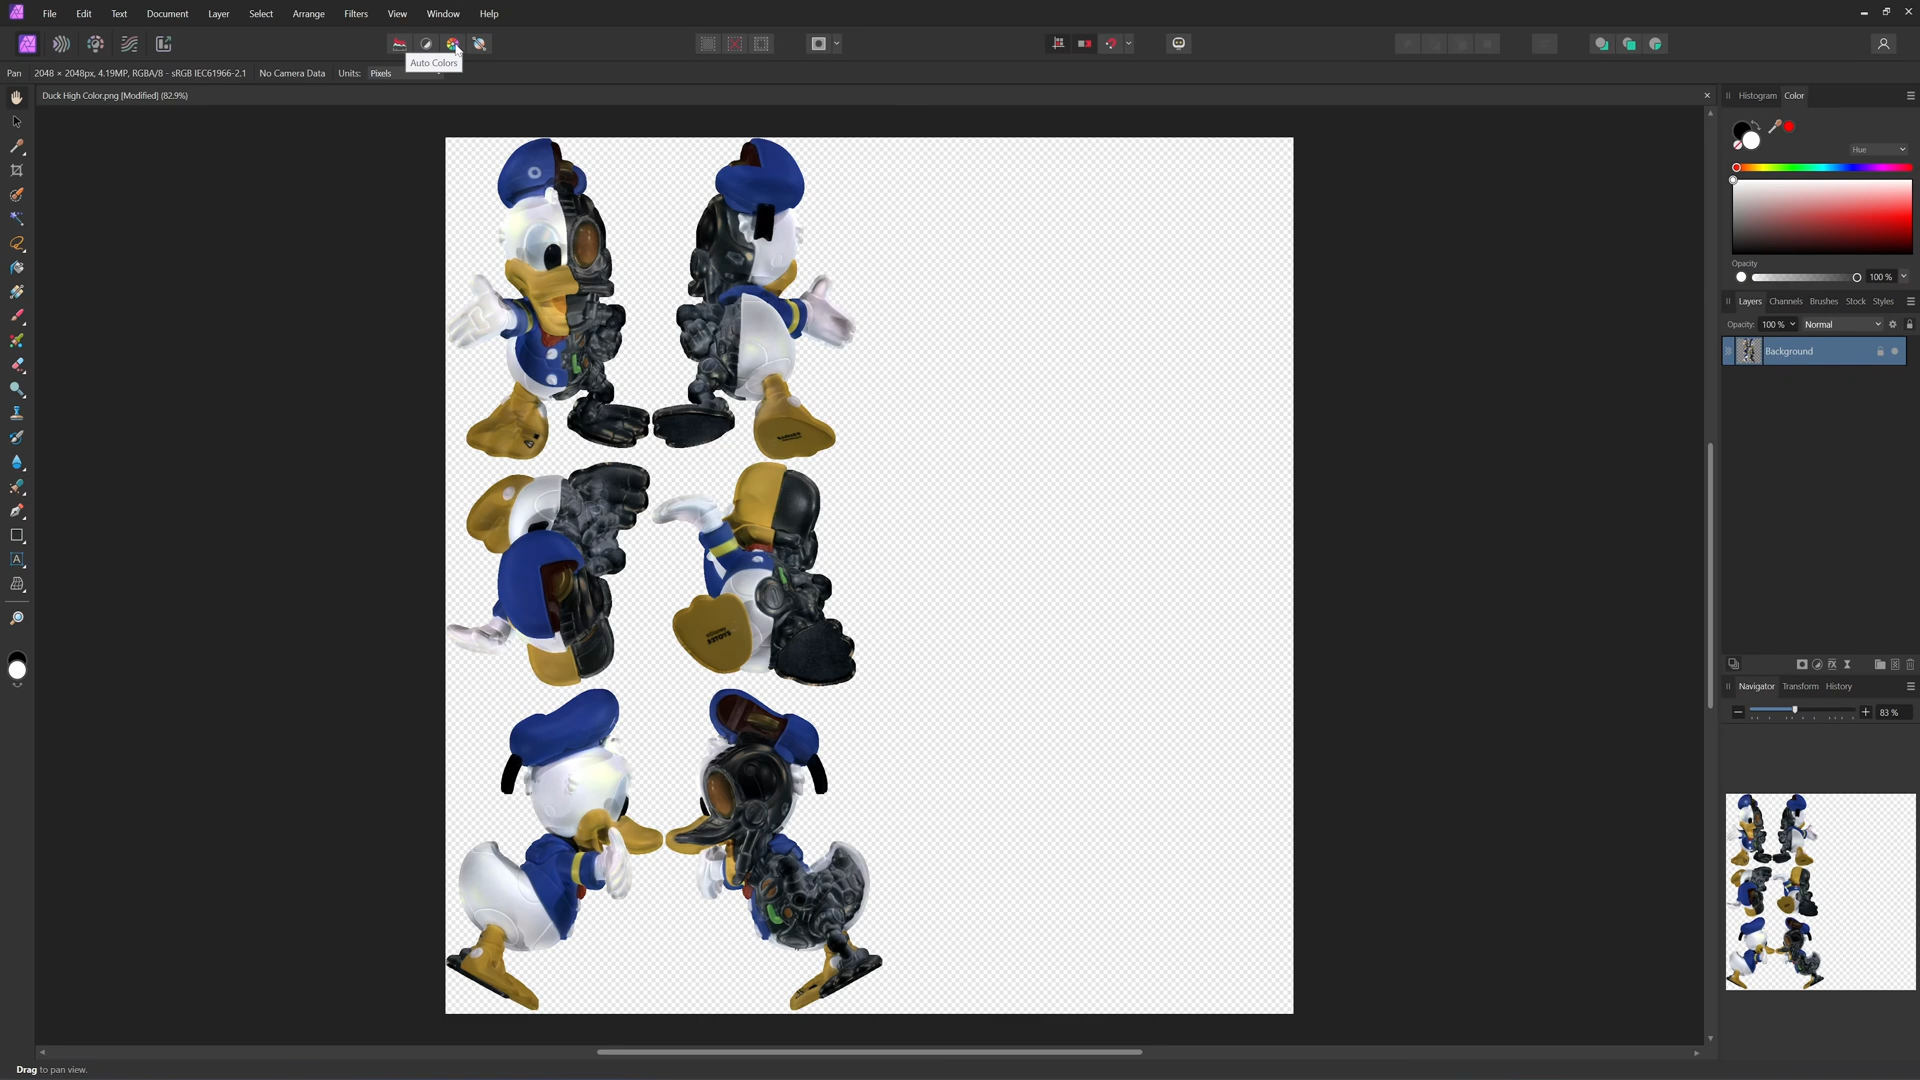 File Edit Text Document Layer Select Arrange Filters View Window Help
Auto Colors
Pan 2048 × 2048px, 4.19MP, RGBA/8 - sRGB IEC61966-2.1 No Camera Data Units: Pixels
Duck High Color.png [Modified] (82.9%)
Histogram Color
Hue
Opacity
100 %
Layers Channels Brushes Stock Styles
Opacity: 100 % Normal
Background
Navigator Transform History
83 %
Drag to pan view.